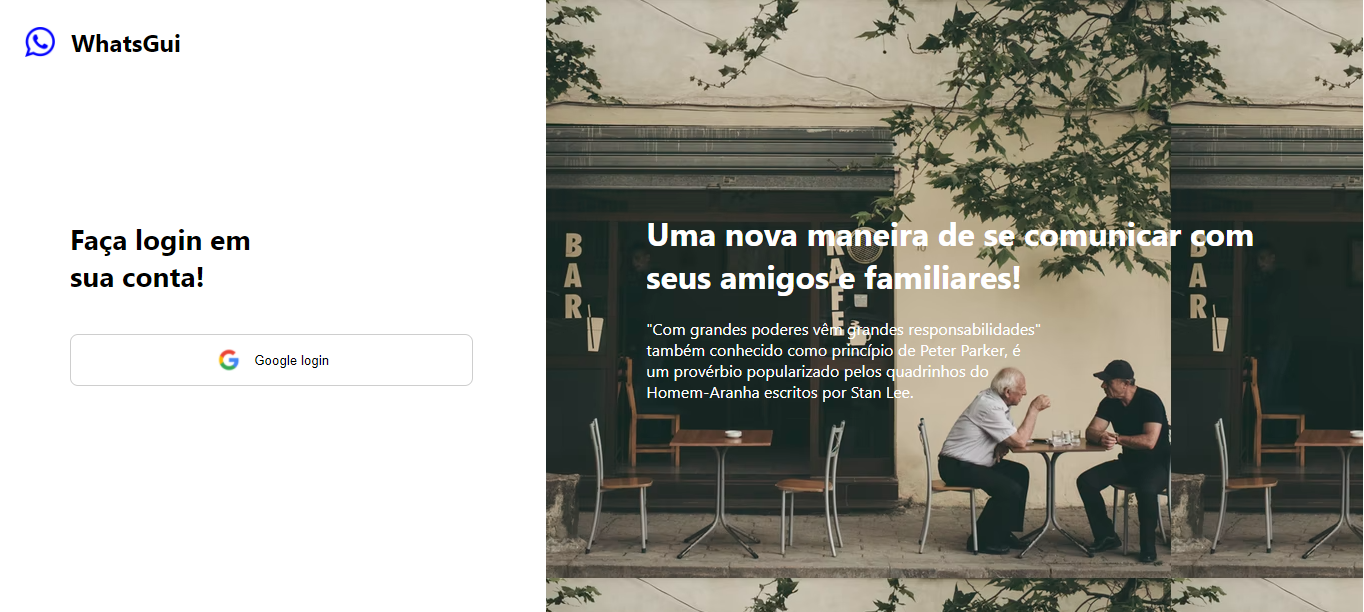 WhatsGui
Faça login em
sua conta!
Google login
Uma nova maneira de se comunicar com
seus amigos e familiares!
"Com grandes poderes vêm grandes responsabilidades"
também conhecido como princípio de Peter Parker, é
um provérbio popularizado pelos quadrinhos do
Homem-Aranha escritos por Stan Lee.
BAR
KAFE
BAR